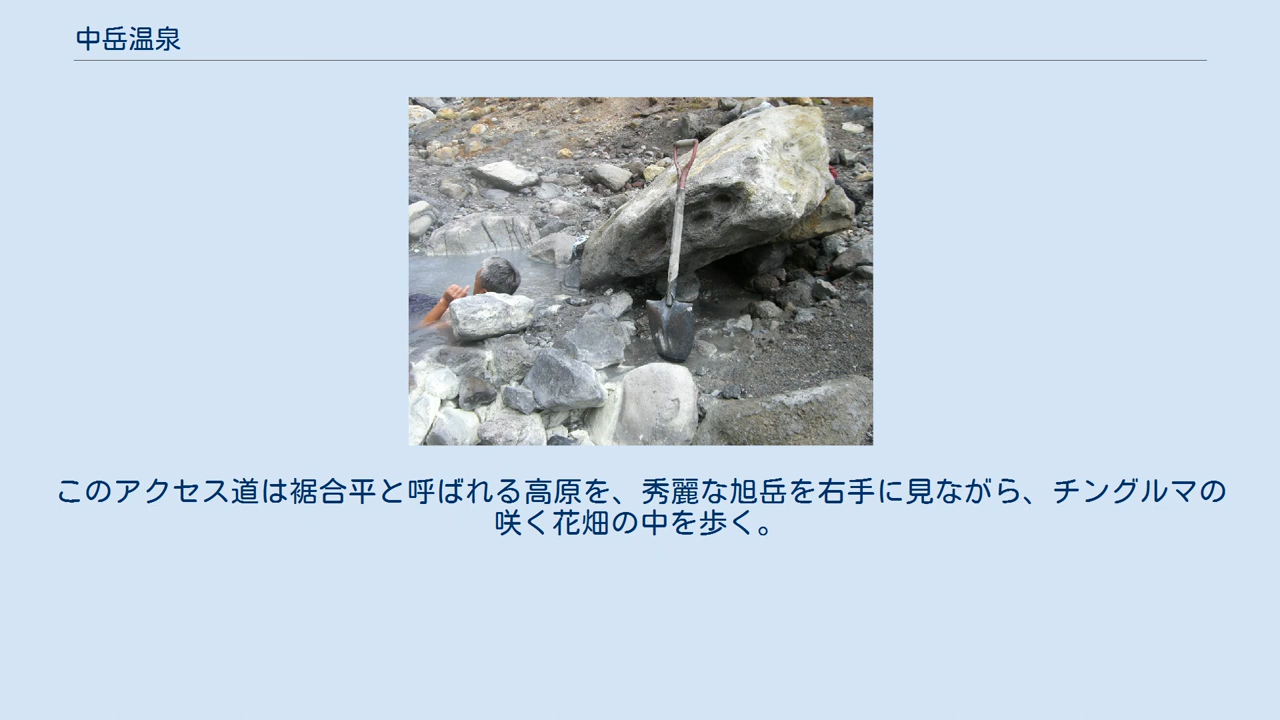 中岳温泉
このアクセス道は裾合平と呼ばれる高原を、秀麗な旭岳を右手に見ながら、チングルマの
咲く花畑の中を歩く。